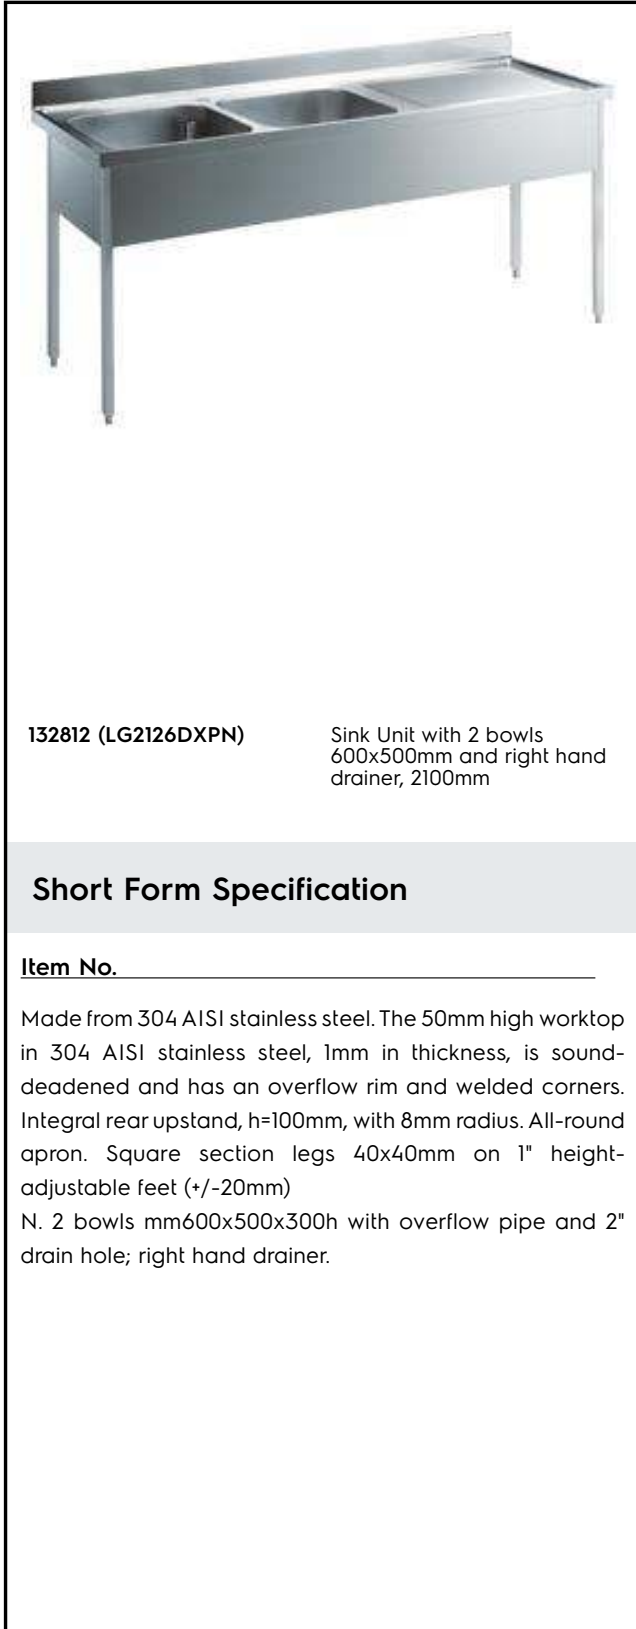 132812 (LG2126DXPN)
Sink Unit with 2 bowls
600x500mm and right hand
drainer, 2100mm
Short Form Specification
Item No.
Made from 304 AISI stainless steel. The 50mm high worktop
in 304 AISI stainless steel, 1mm in thickness, is sound-
deadened and has an overflow rim and welded corners.
Integral rear upstand, h=100mm, with 8mm radius. All-round
apron. Square section legs 40x40mm on 1" height-
adjustable feet (+/-20mm)
N. 2 bowls mm600x500x300h with overflow pipe and 2"
drain hole; right hand drainer.